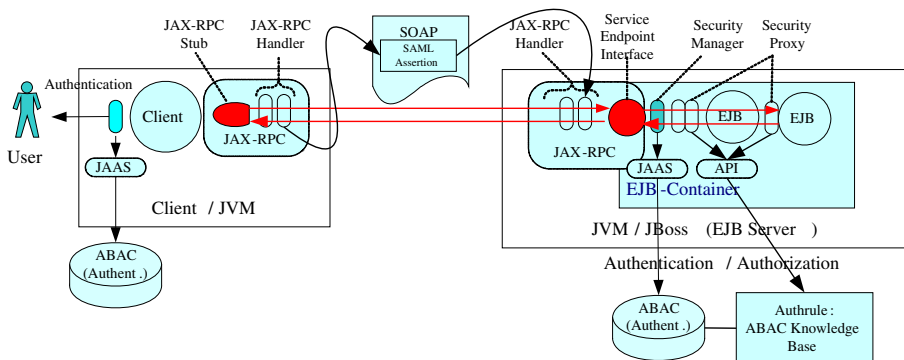 JAX-RPC
Stub
JAX-RPC
Handler
SOAP
SAML
Assertion
JAX-RPC
Handler
Service
Endpoint
Interface
Security
Manager
Security
Proxy
Authentication
User
Client
JAX-RPC
JAAS
Client / JVM
ABAC
(Authent .)
JAX-RPC
EJB
EJB
JAAS
API
EJB -Container
JVM / JBoss (EJB Server )
Authentication / Authorization
ABAC
(Authent .)
Authrule :
ABAC Knowledge
Base